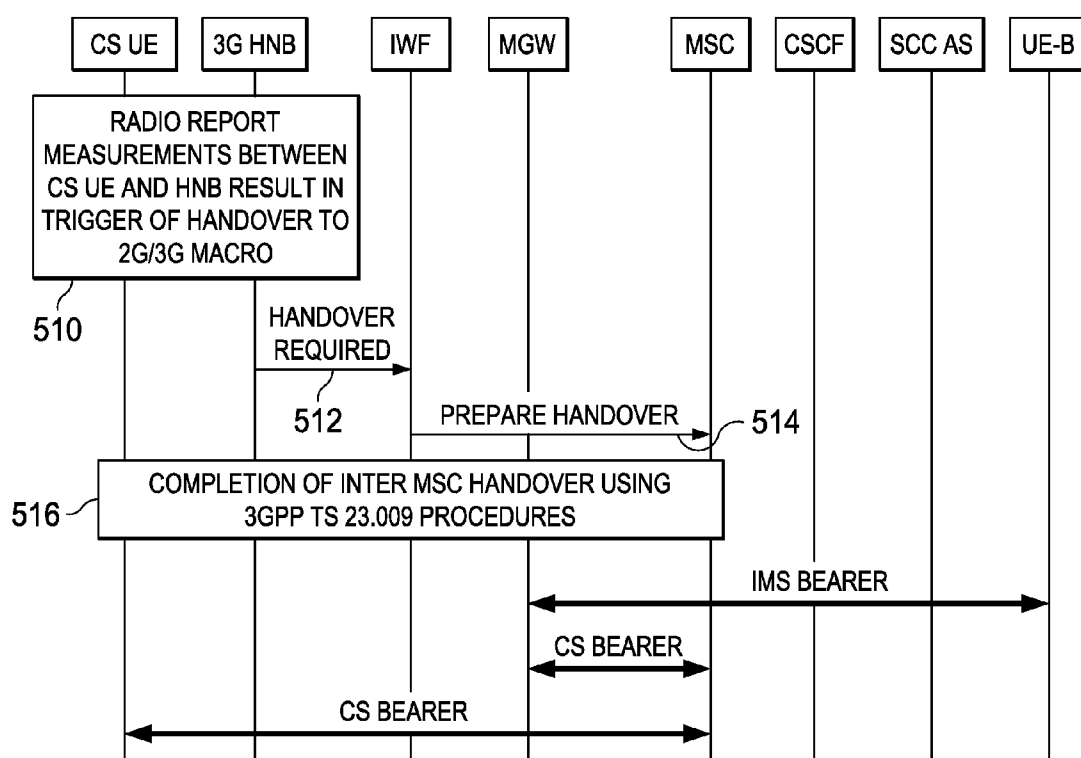 CS UE
3G HNB
IWF
MGW
MSC
CSCF
SCC AS
UE-B
RADIO REPORT
MEASUREMENTS BETWEEN
CS UE AND HNB RESULT IN
TRIGGER OF HANDOVER TO
2G/3G MACRO
510
HANDOVER
REQUIRED
512
PREPARE HANDOVER
514
COMPLETION OF INTER MSC HANDOVER USING
3GPP TS 23.009 PROCEDURES
516
IMS BEARER
CS BEARER
CS BEARER